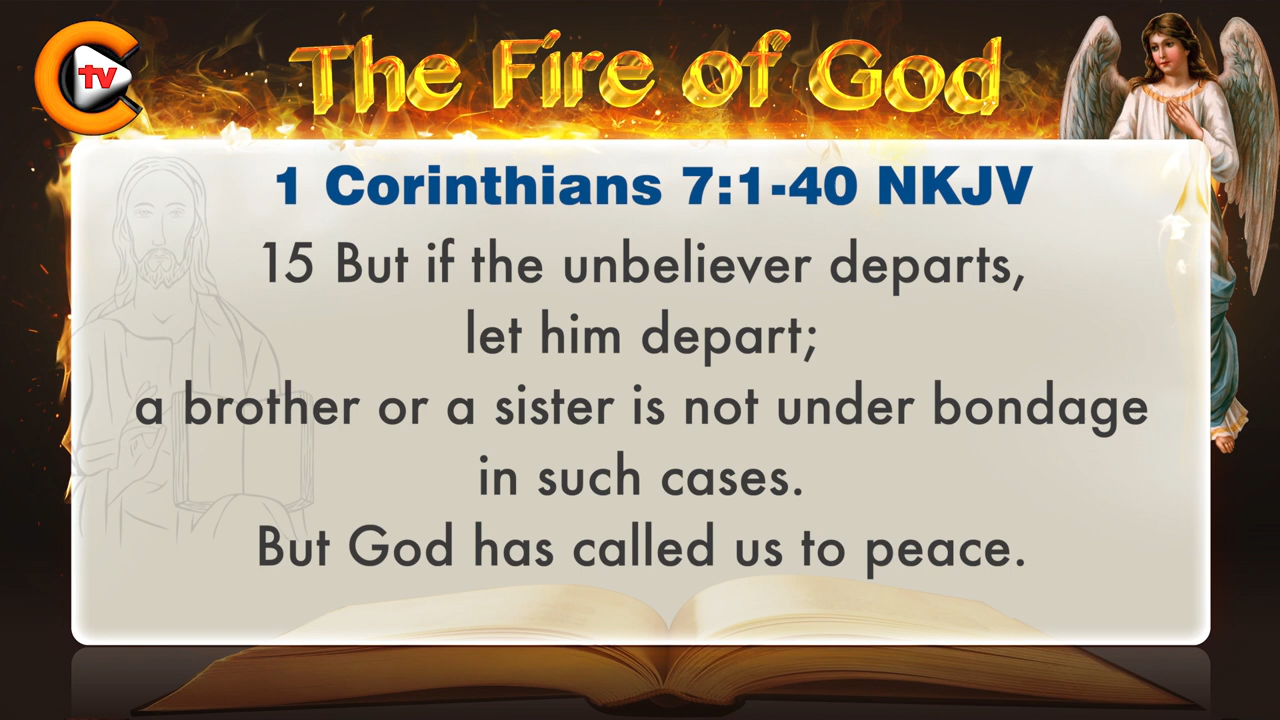 tv
The Fire of God
1 Corinthians 7:1-40 NKJV
15 But if the unbeliever departs,
let him depart;
a brother or a sister is not under bondage
in such cases.
But God has called us to peace.